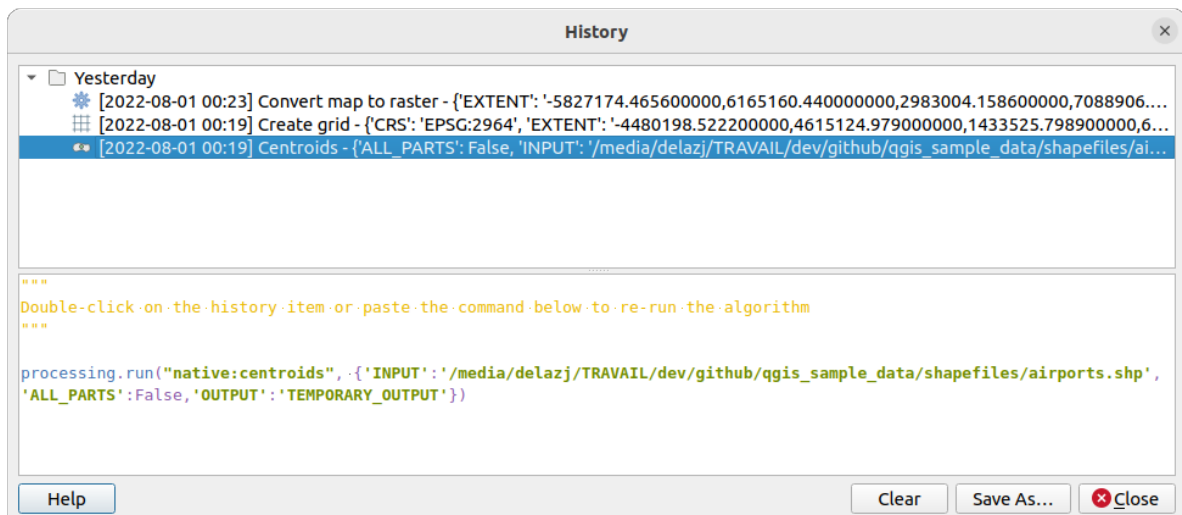 History
Yesterday
[2022-08-01 00:23] Convert map to raster - {'EXTENT': '-5827174.465600000,6165160.440000000,2983004.158600000,7088906....
[2022-08-01 00:19] Create grid - {'CRS': 'EPSG:2964', 'EXTENT': '-4480198.522200000,4615124.979000000,1433525.798900000,6...
[2022-08-01 00:19] Centroids - {'ALL_PARTS': False, 'INPUT': '/media/delazj/TRAVAIL/dev/github/qgis_sample_data/shapefiles/ai...
"""
Double-click·on·the·history·item·or·paste·the·command·below·to·re-run·the·algorithm
"""
processing.run("native:centroids",·{'INPUT':'/media/delazj/TRAVAIL/dev/github/qgis_sample_data/shapefiles/airports.shp',
'ALL_PARTS':False,'OUTPUT':'TEMPORARY_OUTPUT'})
Help Clear Save As... Close